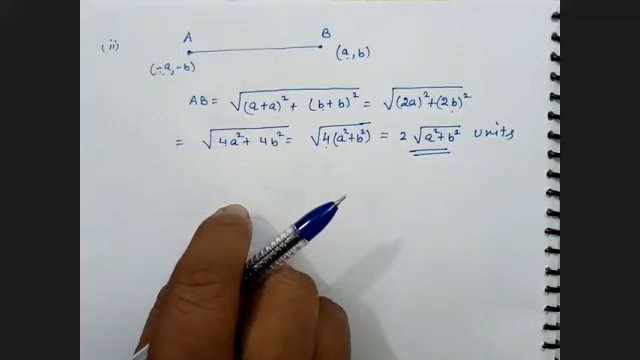 (ii) A B
(-a,-b) (a,b)
AB = √(a+a)² + (b+b)² = √(2a)²+(2b)²
= √4a²+4b² = √4(a²+b²) = 2√a²+b² units